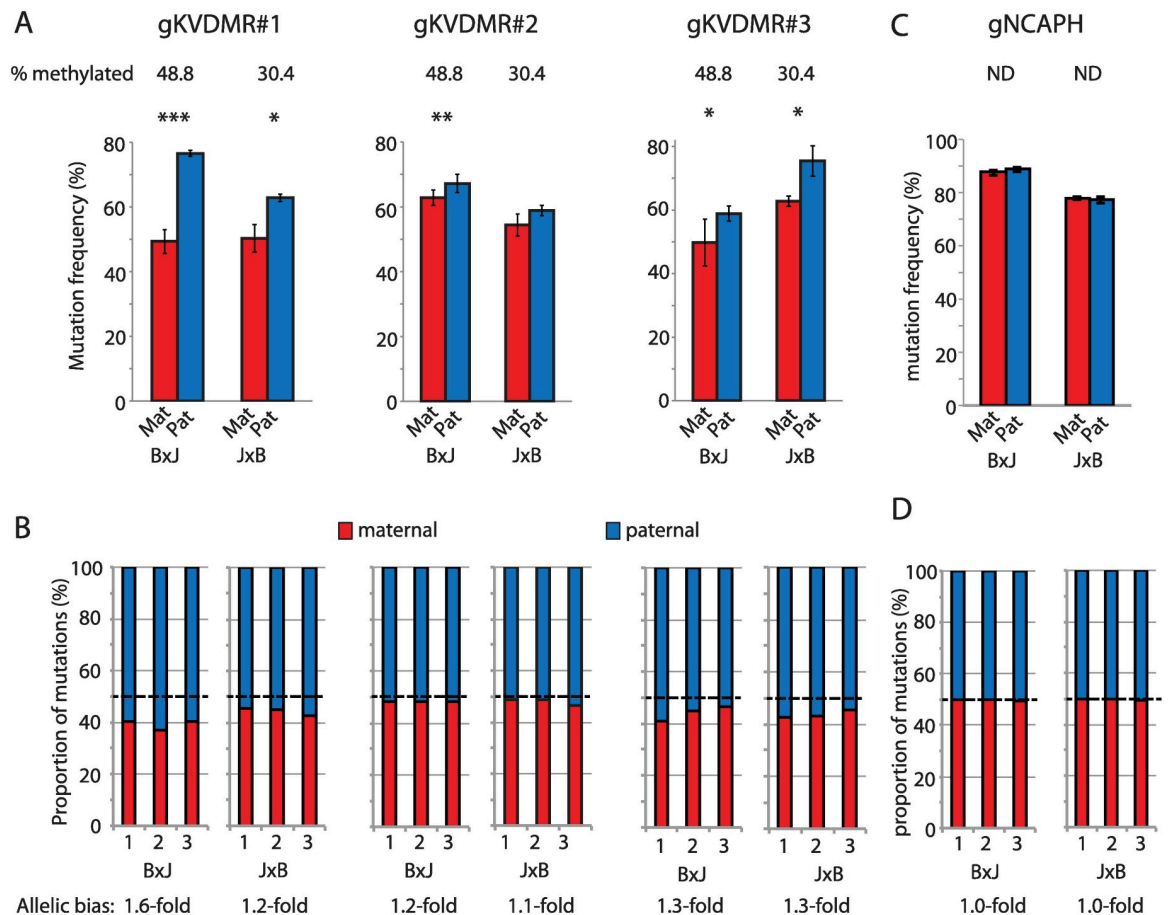 A gKVDMR#1 gKVDMR#2 gKVDMR#3 C gNCAPH
% methylated 48.8 30.4 48.8 30.4 48.8 30.4 ND ND
*** * ** * *
Mutation frequency (%)
80
60
40
20
0
Mat Pat Mat Pat
BxJ JxB
80
60
40
20
0
Mat Pat Mat Pat
BxJ JxB
80
60
40
20
0
Mat Pat Mat Pat
BxJ JxB
mutation frequency (%)
100
80
60
40
20
0
Mat Pat Mat Pat
BxJ JxB
B maternal paternal D
Proportion of mutations (%)
100
80
60
40
20
0
1 2 3 1 2 3 1 2 3 1 2 3 1 2 3 1 2 3
BxJ JxB BxJ JxB BxJ JxB
proportion of mutations (%)
100
80
60
40
20
0
1 2 3 1 2 3
BxJ JxB
Allelic bias: 1.6-fold 1.2-fold 1.2-fold 1.1-fold 1.3-fold 1.3-fold 1.0-fold 1.0-fold